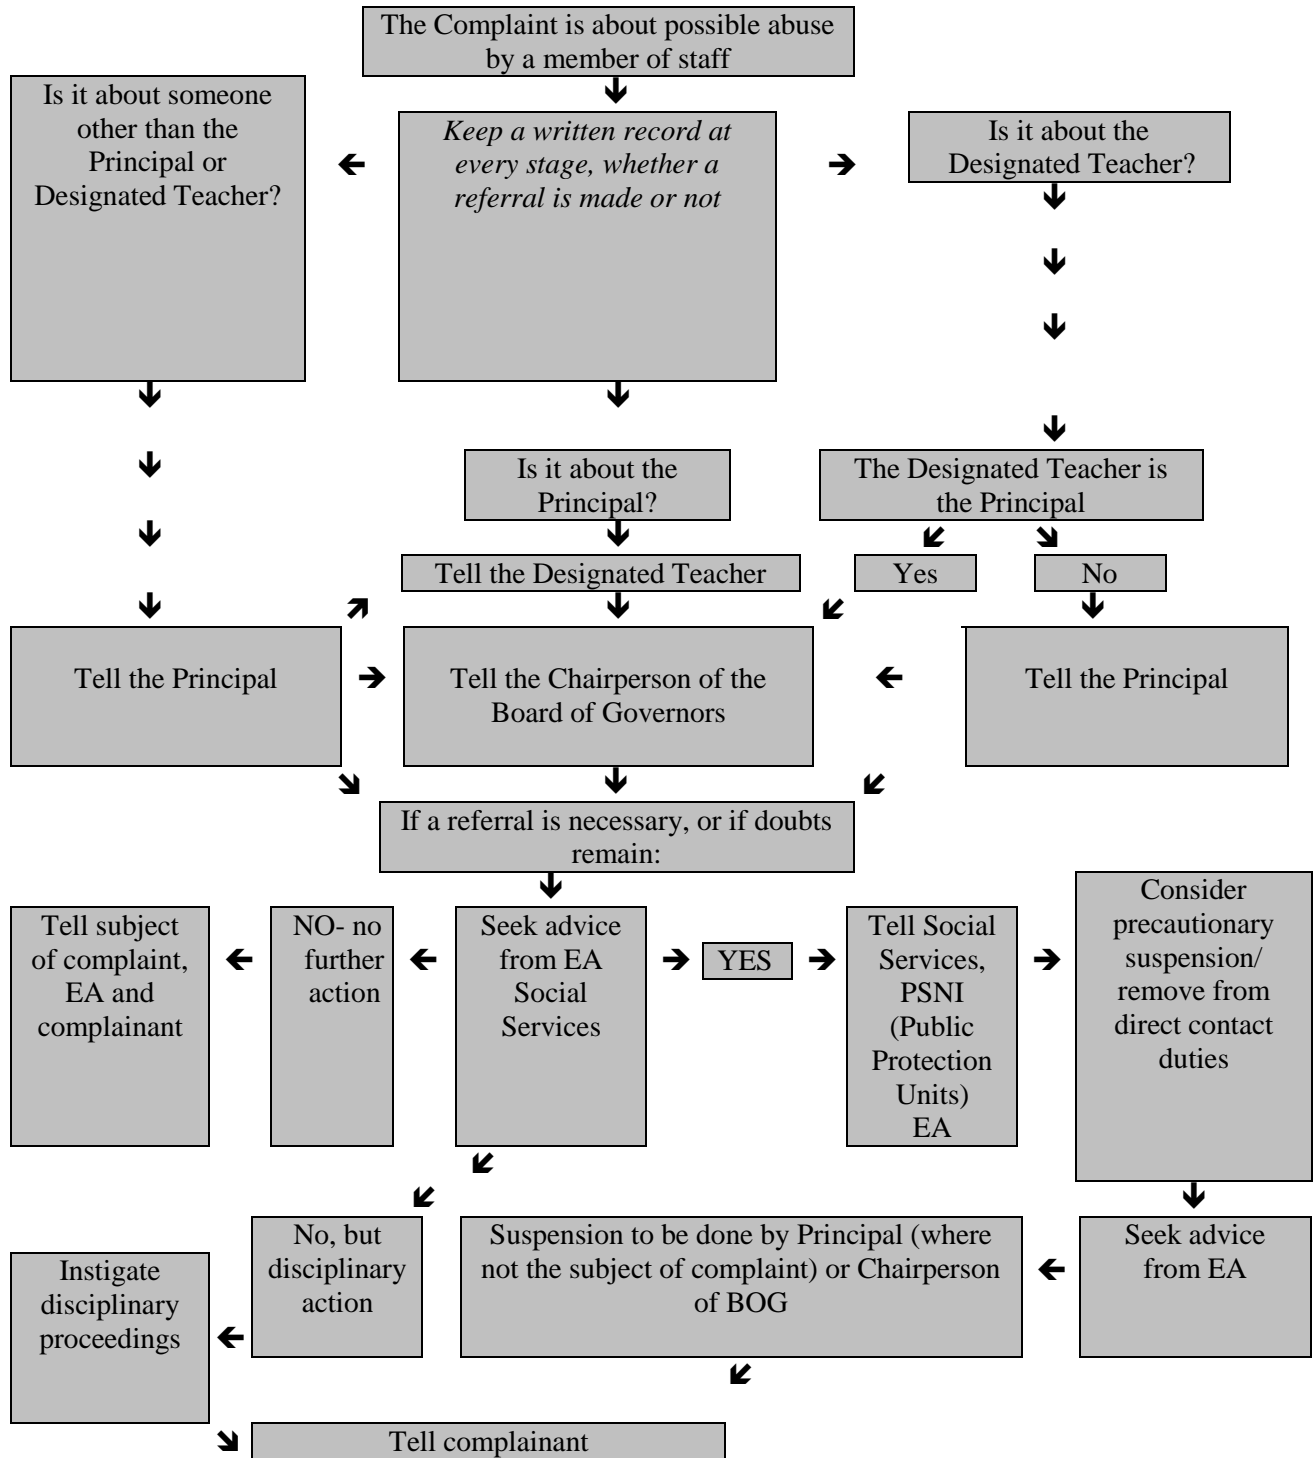 The Complaint is about possible abuse
by a member of staff
Is it about someone
other than the
Principal or
Designated Teacher?
Keep a written record at
every stage, whether a
referral is made or not
Is it about the
Designated Teacher?
Is it about the
Principal?
The Designated Teacher is
the Principal
Tell the Designated Teacher
Yes
No
Tell the Principal
Tell the Chairperson of the
Board of Governors
Tell the Principal
If a referral is necessary, or if doubts
remain:
Tell subject
of complaint,
EA and
complainant
NO- no
further
action
Seek advice
from EA
Social
Services
YES
Tell Social
Services,
PSNI
(Public
Protection
Units)
EA
Consider
precautionary
suspension/
remove from
direct contact
duties
Instigate
disciplinary
proceedings
No, but
disciplinary
action
Suspension to be done by Principal (where
not the subject of complaint) or Chairperson
of BOG
Seek advice
from EA
Tell complainant